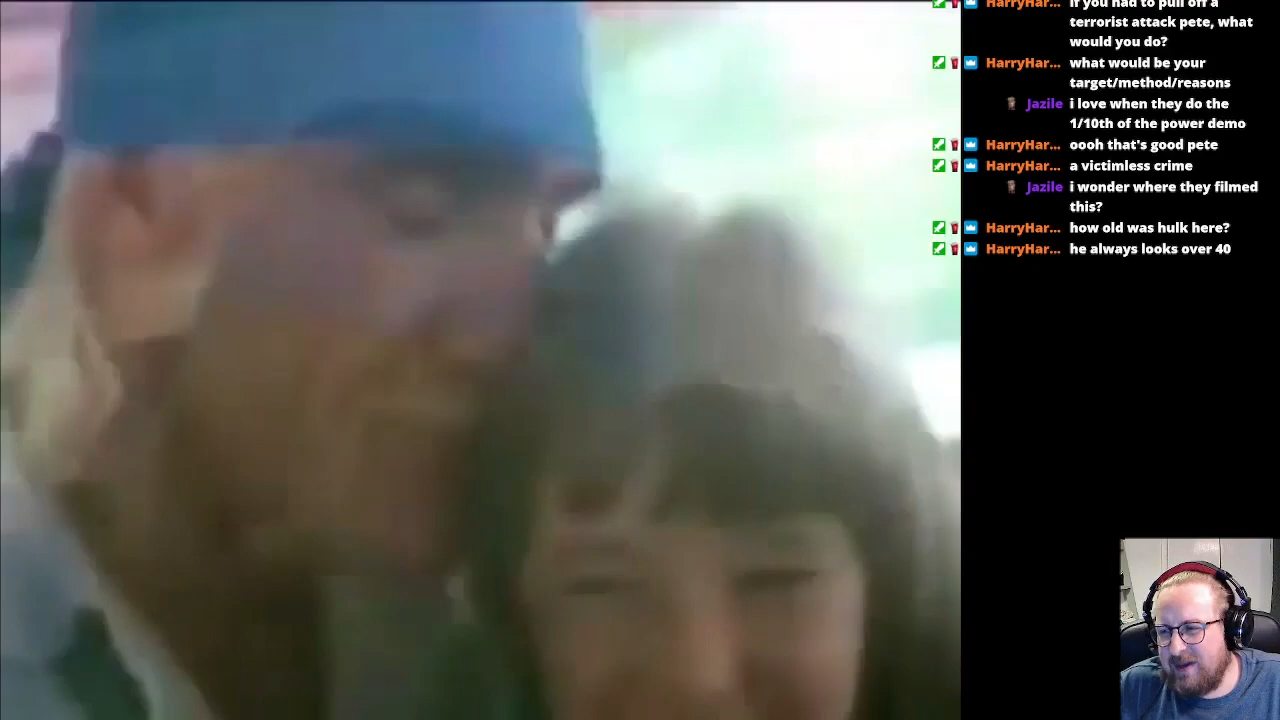 HarryHar... if you had to pull off a
terrorist attack pete, what
would you do?
HarryHar... what would be your
target/method/reasons
Jazile i love when they do the
1/10th of the power demo
HarryHar... oooh that's good pete
HarryHar... a victimless crime
Jazile i wonder where they filmed
this?
HarryHar... how old was hulk here?
HarryHar... he always looks over 40